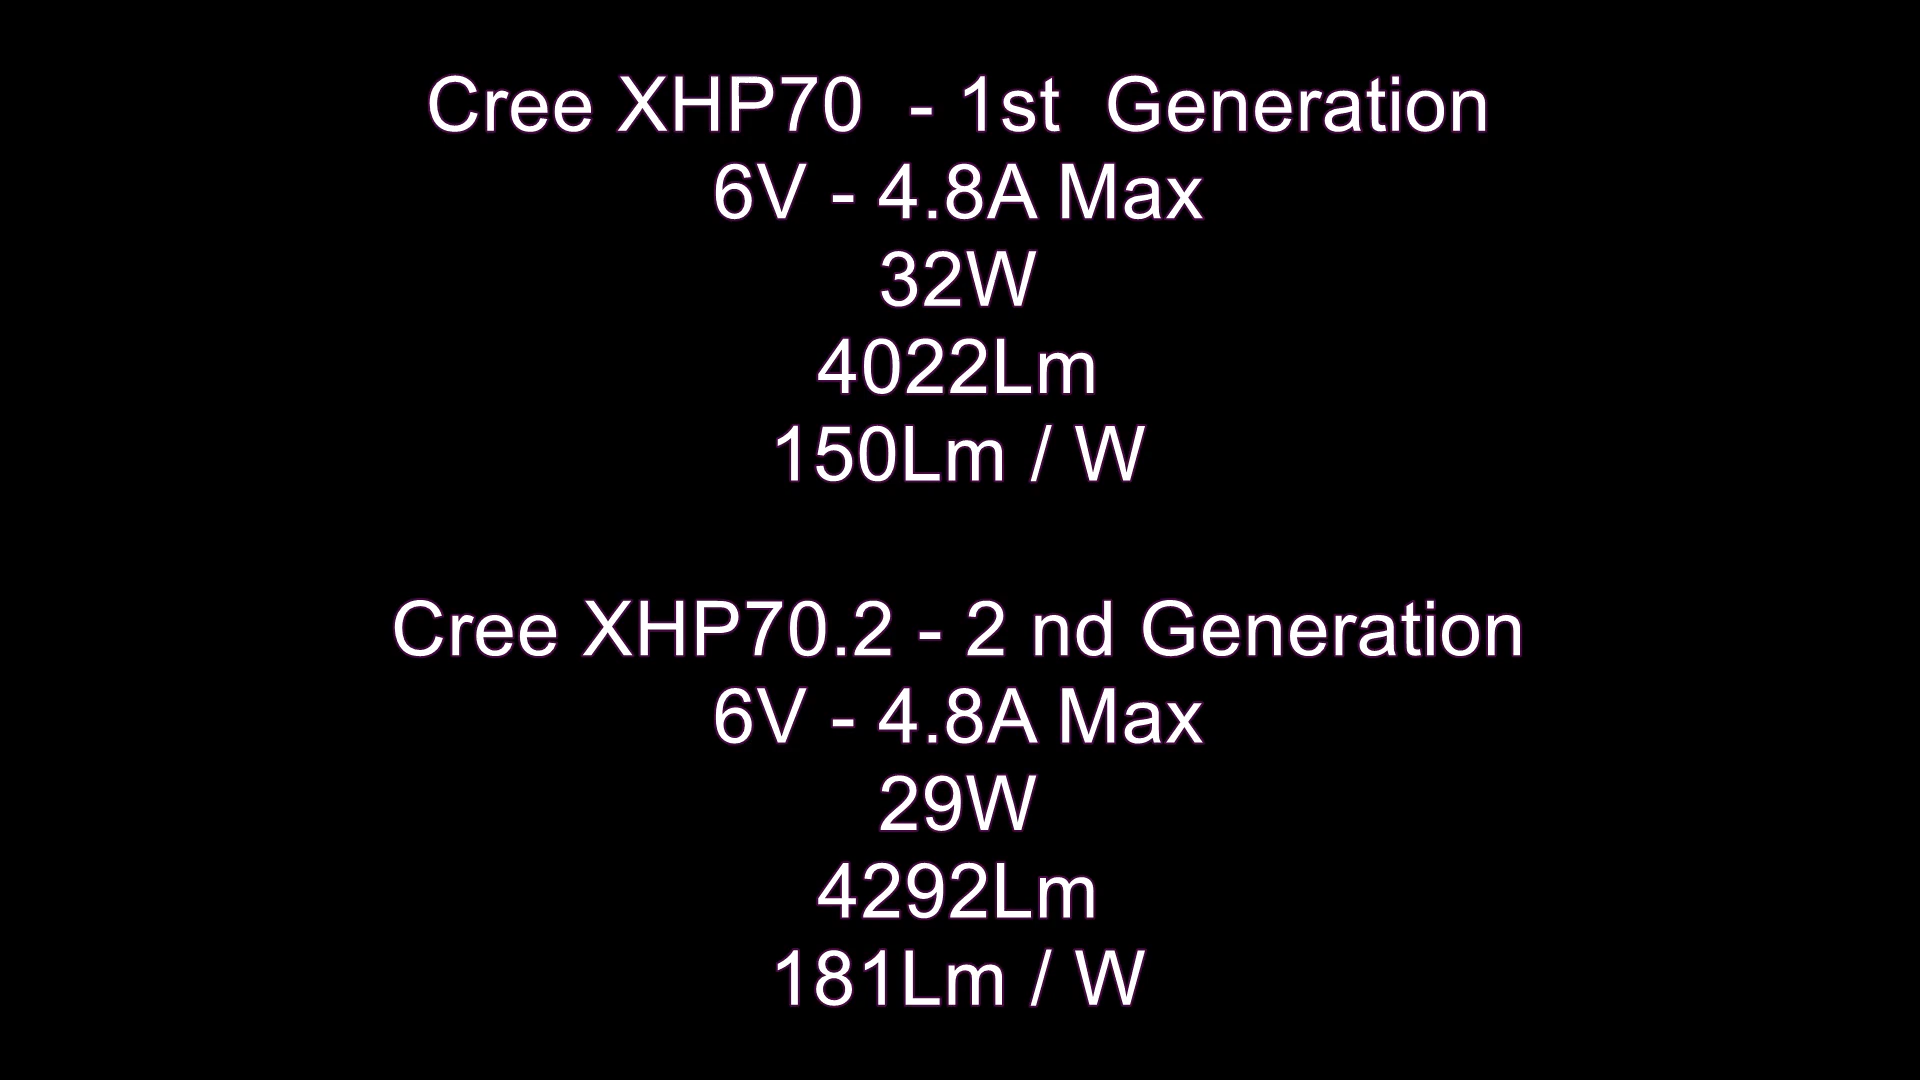 Cree XHP70  - 1st  Generation
6V - 4.8A Max
32W
4022Lm
150Lm / W
Cree XHP70.2 - 2 nd Generation
6V - 4.8A Max
29W
4292Lm
181Lm / W